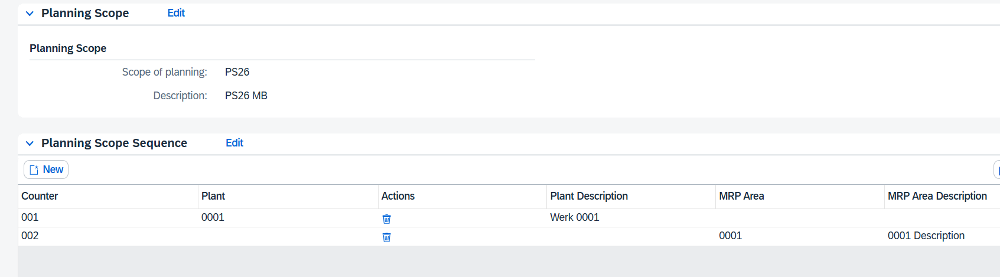 Planning Scope Edit
Planning Scope
Scope of planning: PS26
Description: PS26 MB
Planning Scope Sequence Edit
New
Counter Plant Actions Plant Description MRP Area MRP Area Description
001 0001 Werk 0001
002 0001 0001 Description